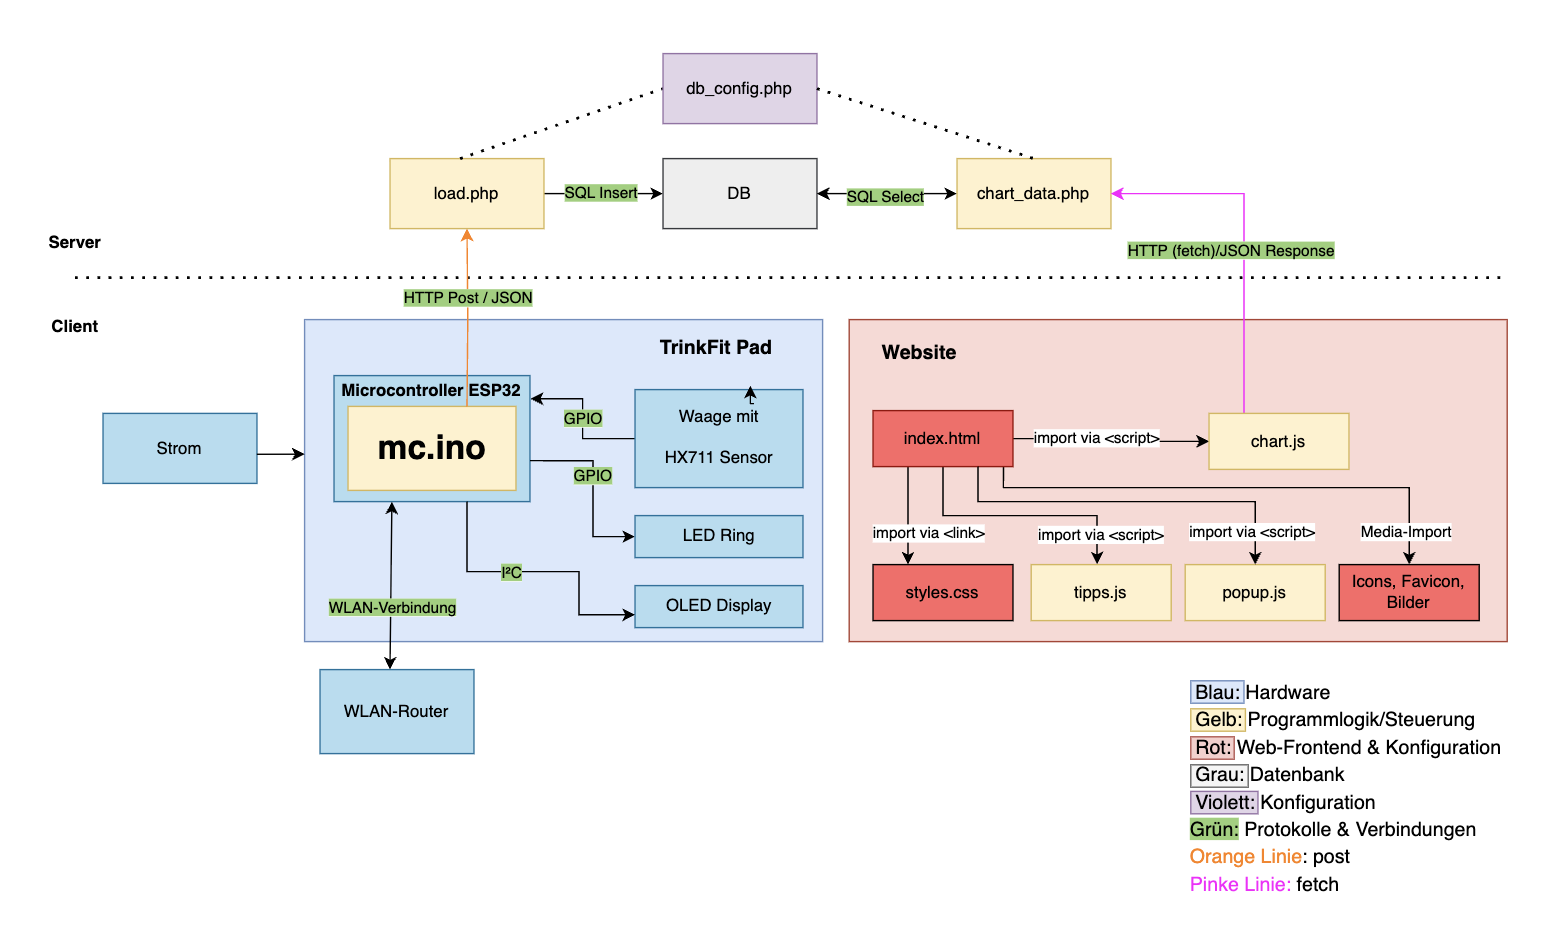 db_config.php
load.php
SQL Insert
DB
SQL Select
chart_data.php
Server
HTTP (fetch)/JSON Response
HTTP Post / JSON
Client
TrinkFit Pad
Website
Microcontroller ESP32
mc.ino
Strom
GPIO
Waage mit
HX711 Sensor
GPIO
LED Ring
I²C
OLED Display
WLAN-Verbindung
WLAN-Router
index.html
import via <script>
chart.js
import via <link>
import via <script>
import via <script>
Media-Import
styles.css
tipps.js
popup.js
Icons, Favicon,
Bilder
Blau: Hardware
Gelb: Programmlogik/Steuerung
Rot: Web-Frontend & Konfiguration
Grau: Datenbank
Violett: Konfiguration
Grün: Protokolle & Verbindungen
Orange Linie: post
Pinke Linie: fetch